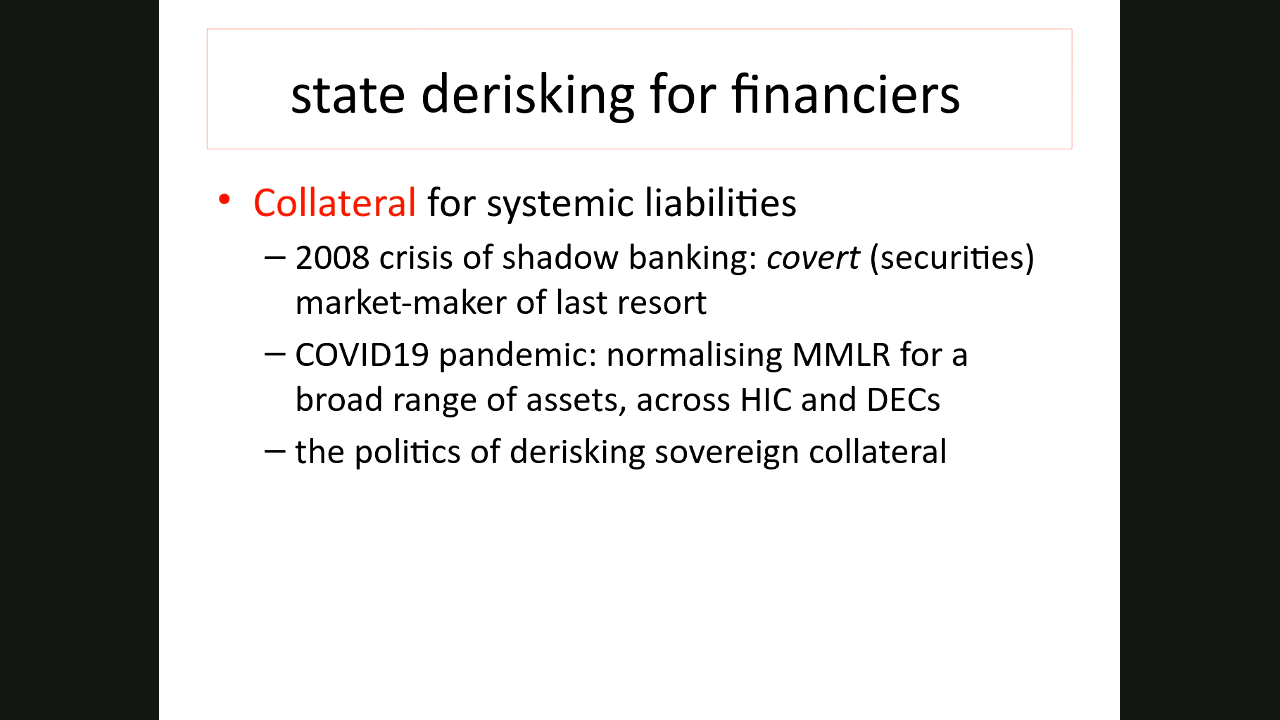 state derisking for financiers
• Collateral for systemic liabilities
– 2008 crisis of shadow banking: covert (securities)
market-maker of last resort
– COVID19 pandemic: normalising MMLR for a
broad range of assets, across HIC and DECs
– the politics of derisking sovereign collateral